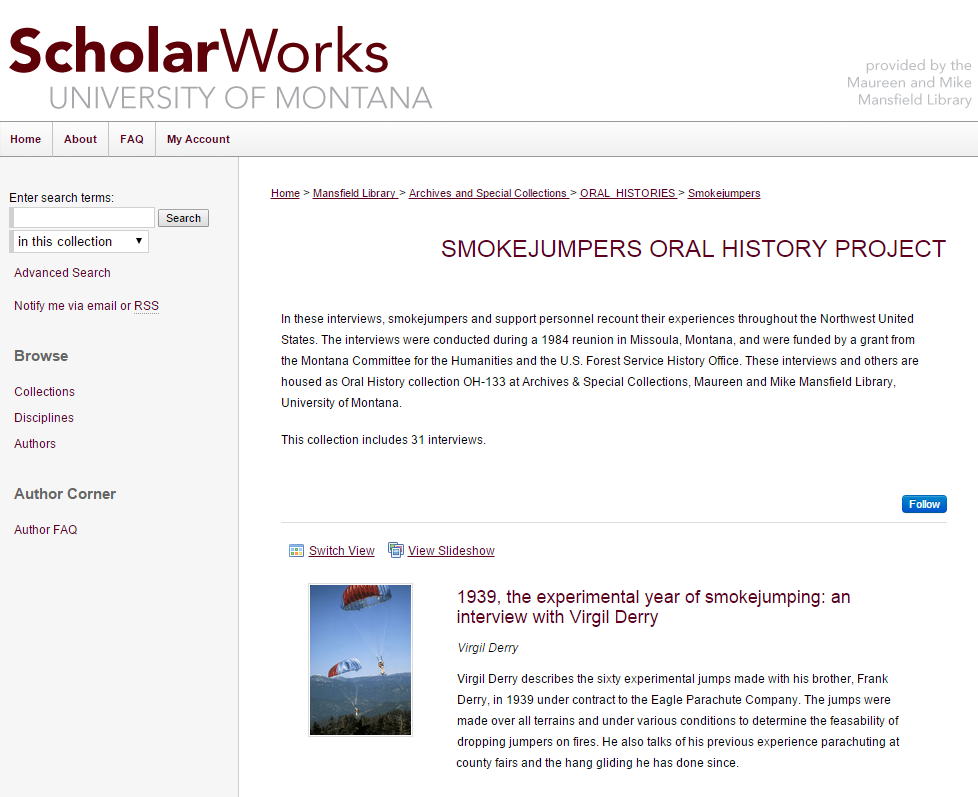 ScholarWorks
UNIVERSITY OF MONTANA
provided by the
Maureen and Mike
Mansfield Library
Home About FAQ My Account
Enter search terms:
Search
in this collection
Advanced Search
Notify me via email or RSS
Browse
Collections
Disciplines
Authors
Author Corner
Author FAQ
Home > Mansfield Library > Archives and Special Collections > ORAL_HISTORIES > Smokejumpers
SMOKEJUMPERS ORAL HISTORY PROJECT
In these interviews, smokejumpers and support personnel recount their experiences throughout the Northwest United
States. The interviews were conducted during a 1984 reunion in Missoula, Montana, and were funded by a grant from
the Montana Committee for the Humanities and the U.S. Forest Service History Office. These interviews and others are
housed as Oral History collection OH-133 at Archives & Special Collections, Maureen and Mike Mansfield Library,
University of Montana.
This collection includes 31 interviews.
Follow
Switch View View Slideshow
1939, the experimental year of smokejumping: an
interview with Virgil Derry
Virgil Derry
Virgil Derry describes the sixty experimental jumps made with his brother, Frank
Derry, in 1939 under contract to the Eagle Parachute Company. The jumps were
made over all terrains and under various conditions to determine the feasability of
dropping jumpers on fires. He also talks of his previous experience parachuting at
county fairs and the hang gliding he has done since.